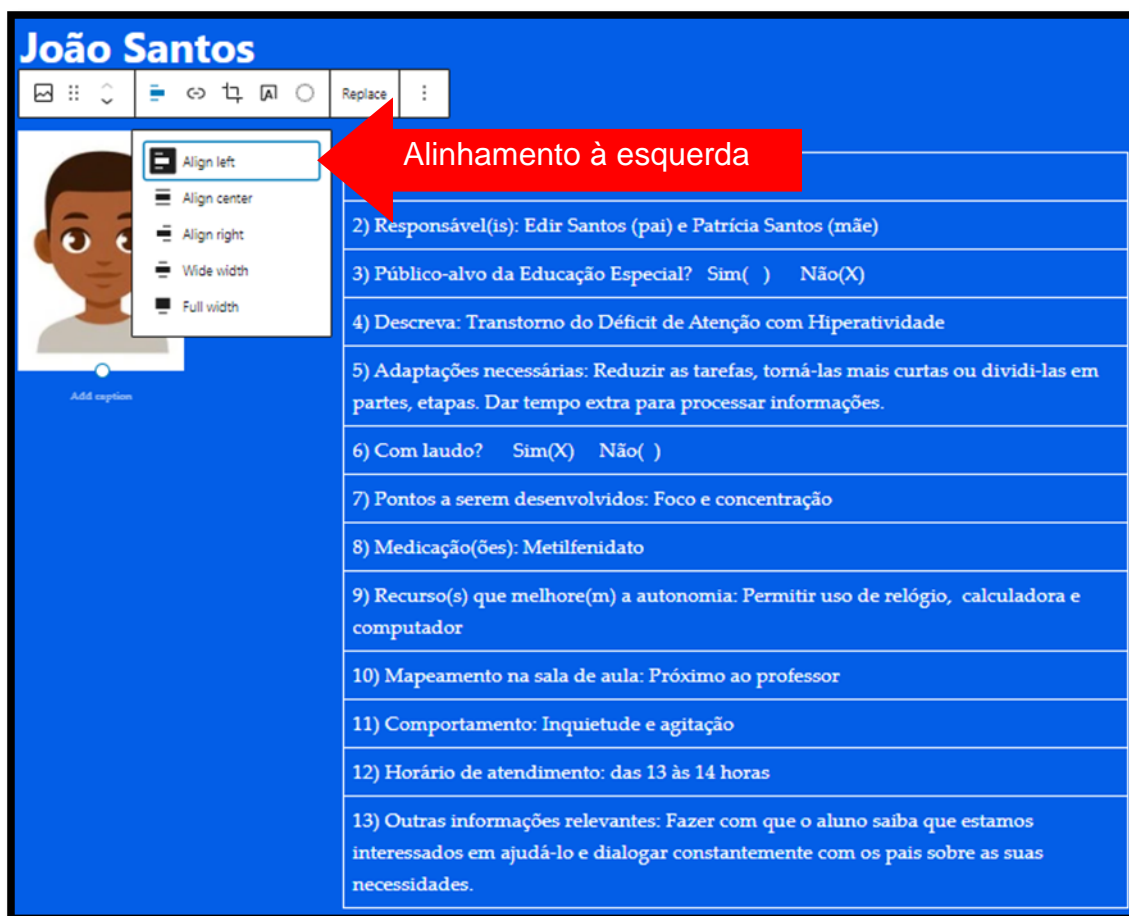 João Santos
Replace
Align left
Alinhamento à esquerda
Align center
Align right
Wide width
Full width
Add caption
2) Responsável(is): Edir Santos (pai) e Patrícia Santos (mãe)
3) Público-alvo da Educação Especial? Sim( ) Não(X)
4) Descreva: Transtorno do Déficit de Atenção com Hiperatividade
5) Adaptações necessárias: Reduzir as tarefas, torná-las mais curtas ou dividi-las em
partes, etapas. Dar tempo extra para processar informações.
6) Com laudo? Sim(X) Não( )
7) Pontos a serem desenvolvidos: Foco e concentração
8) Medicação(ões): Metilfenidato
9) Recurso(s) que melhore(m) a autonomia: Permitir uso de relógio, calculadora e
computador
10) Mapeamento na sala de aula: Próximo ao professor
11) Comportamento: Inquietude e agitação
12) Horário de atendimento: das 13 às 14 horas
13) Outras informações relevantes: Fazer com que o aluno saiba que estamos
interessados em ajudá-lo e dialogar constantemente com os pais sobre as suas
necessidades.